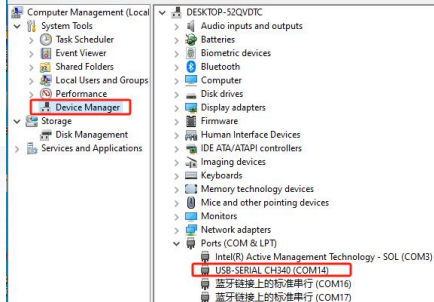 Computer Management (Local
System Tools
Task Scheduler
Event Viewer
Shared Folders
Local Users and Groups
Performance
Device Manager
Storage
Disk Management
Services and Applications
DESKTOP-52QVDTC
Audio inputs and outputs
Batteries
Biometric devices
Bluetooth
Computer
Disk drives
Display adapters
Firmware
Human Interface Devices
IDE ATA/ATAPI controllers
Imaging devices
Keyboards
Memory technology devices
Mice and other pointing devices
Monitors
Network adapters
Ports (COM & LPT)
Intel(R) Active Management Technology - SOL (COM3)
USB-SERIAL CH340 (COM14)
蓝牙链接上的标准串行 (COM16)
蓝牙链接上的标准串行 (COM17)